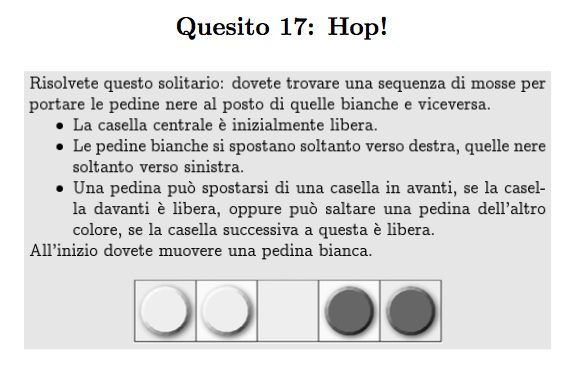 Quesito 17: Hop!
Risolvete questo solitario: dovete trovare una sequenza di mosse per
portare le pedine nere al posto di quelle bianche e viceversa.
• La casella centrale è inizialmente libera.
• Le pedine bianche si spostano soltanto verso destra, quelle nere
soltanto verso sinistra.
• Una pedina può spostarsi di una casella in avanti, se la casel-
la davanti è libera, oppure può saltare una pedina dell'altro
colore, se la casella successiva a questa è libera.
All'inizio dovete muovere una pedina bianca.